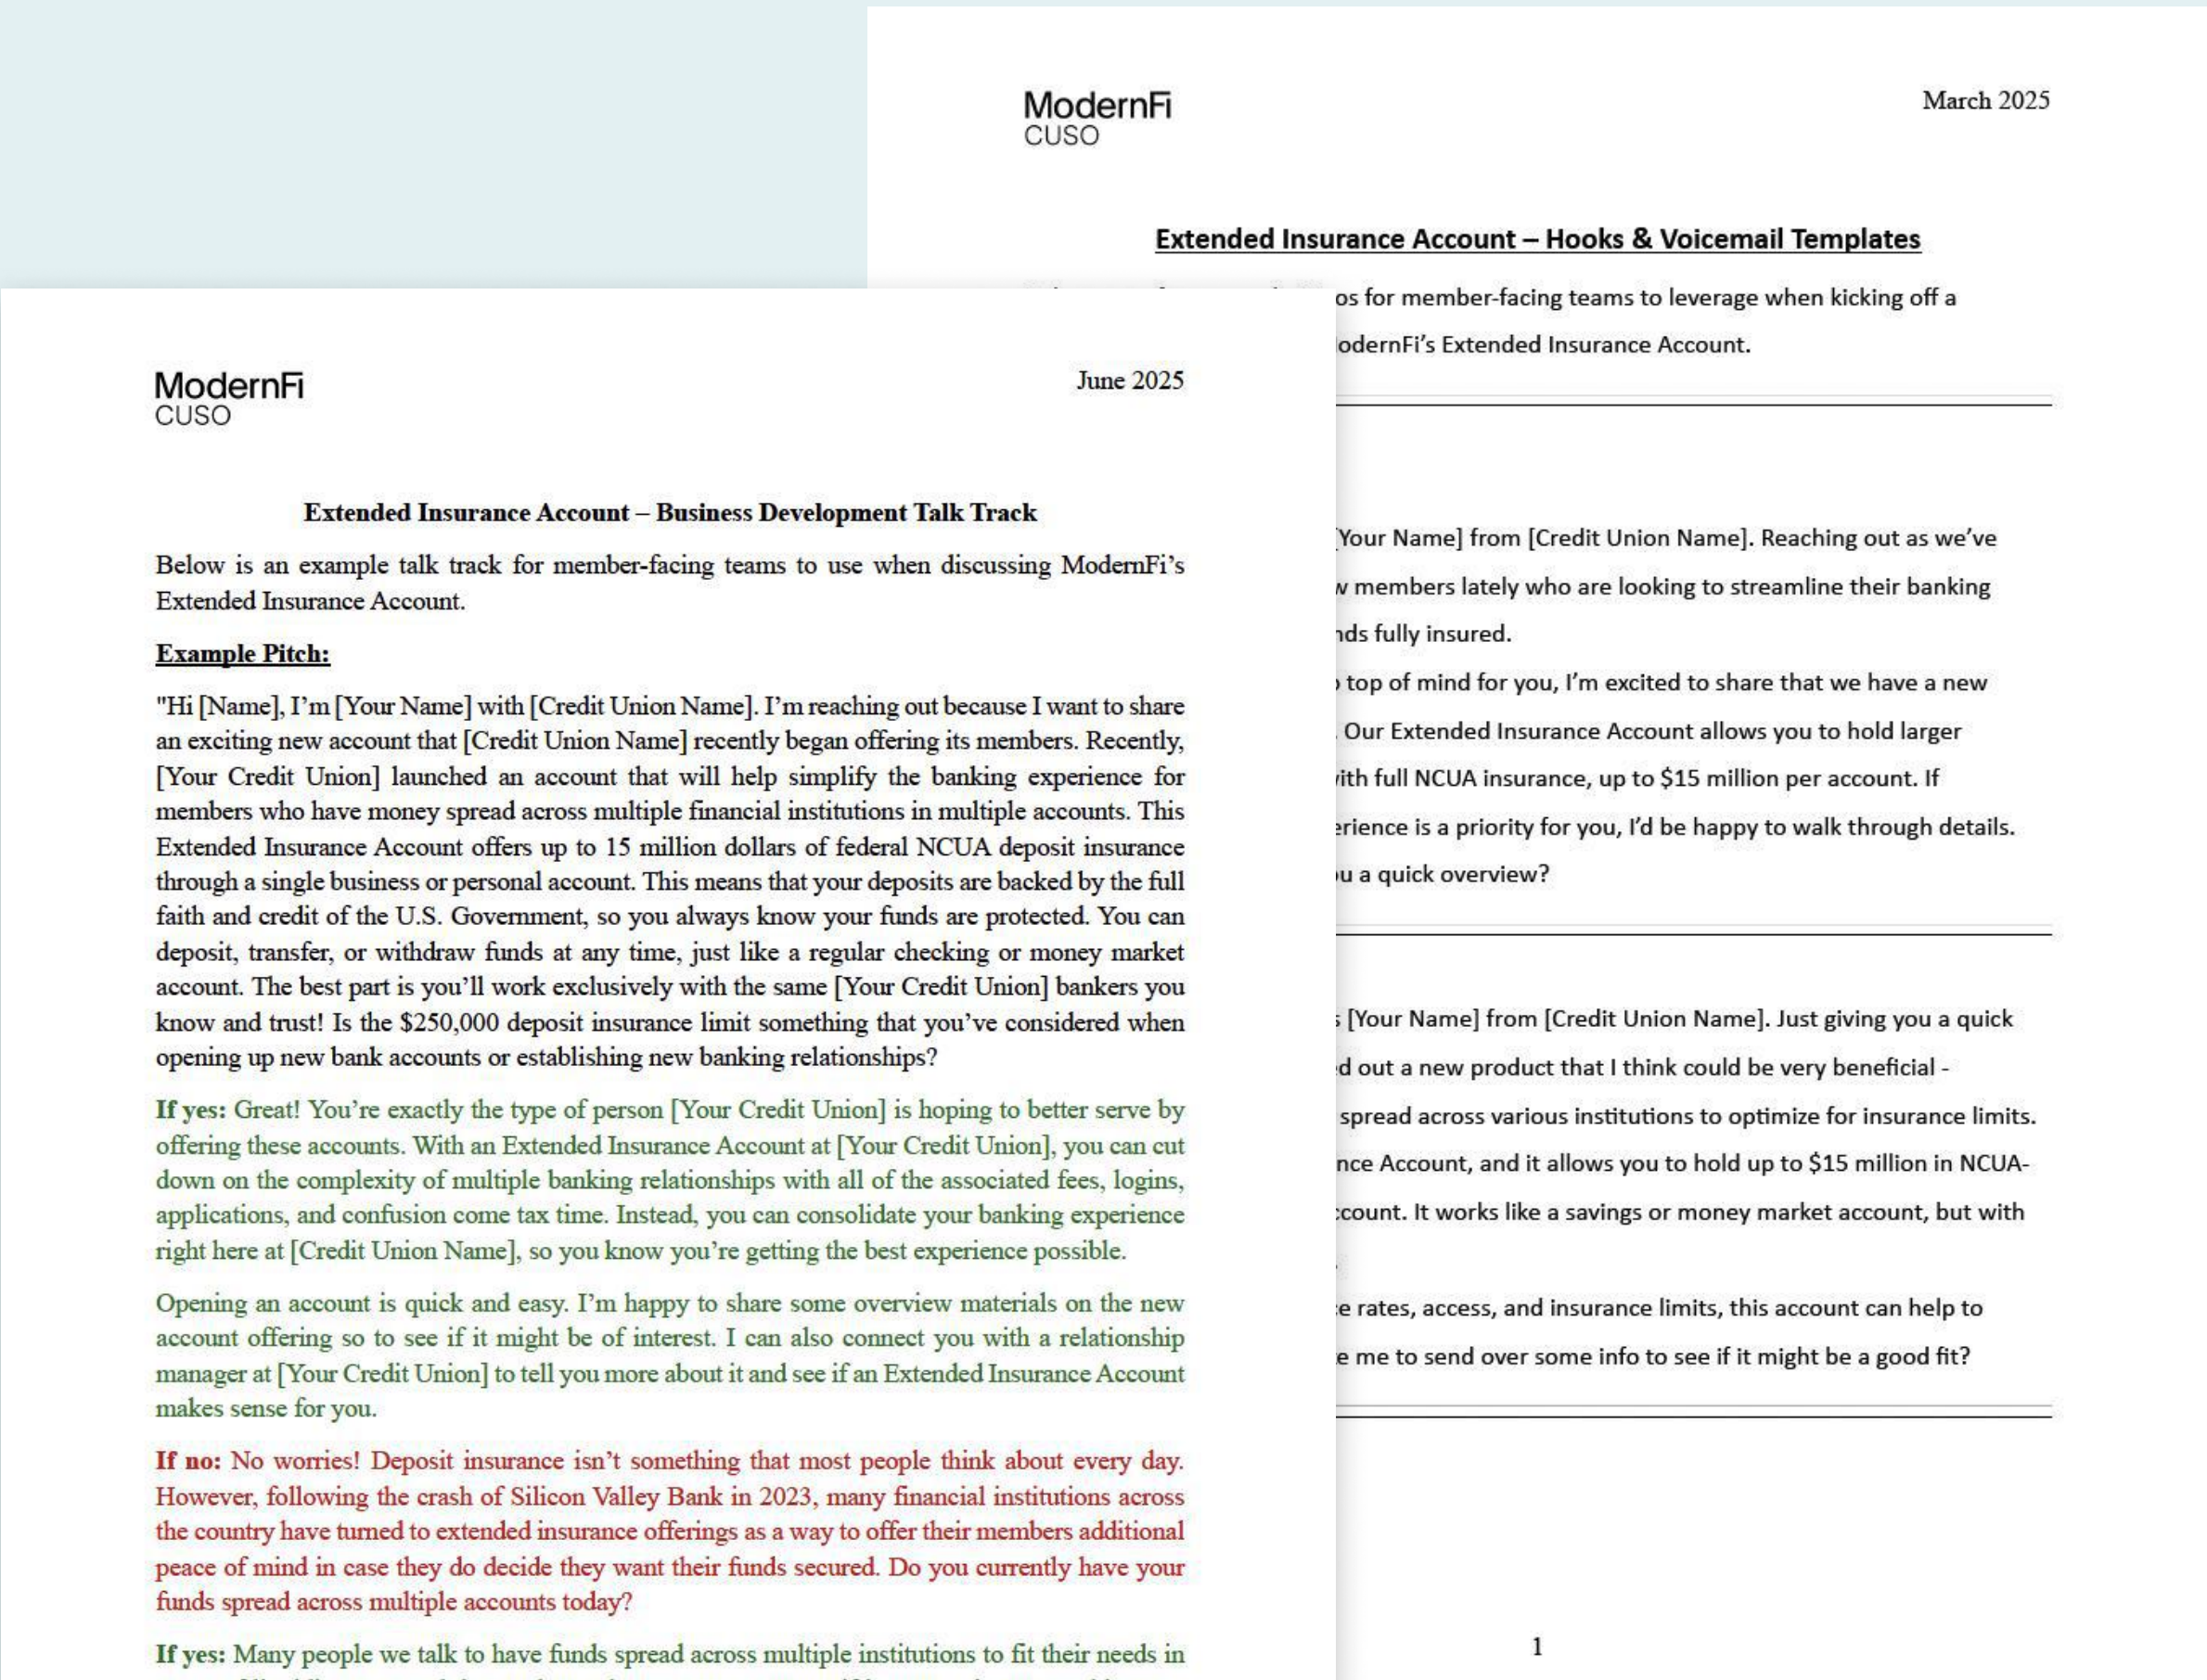 ModernFi
CUSO
March 2025
Extended Insurance Account – Hooks & Voicemail Templates
for member-facing teams to leverage when kicking off a
ModernFi’s Extended Insurance Account.
[Your Name] from [Credit Union Name]. Reaching out as we’ve
members lately who are looking to streamline their banking
fully insured.
top of mind for you, I’m excited to share that we have a new
Our Extended Insurance Account allows you to hold larger
with full NCUA insurance, up to $15 million per account. If
is a priority for you, I’d be happy to walk through details.
a quick overview?
[Your Name] from [Credit Union Name]. Just giving you a quick
out a new product that I think could be very beneficial -
spread across various institutions to optimize for insurance limits.
Account, and it allows you to hold up to $15 million in NCUA-
account. It works like a savings or money market account, but with
rates, access, and insurance limits, this account can help to
me to send over some info to see if it might be a good fit?
1
ModernFi
CUSO
June 2025
Extended Insurance Account – Business Development Talk Track
Below is an example talk track for member-facing teams to use when discussing ModernFi’s
Extended Insurance Account.
Example Pitch:
"Hi [Name], I’m [Your Name] with [Credit Union Name]. I’m reaching out because I want to share
an exciting new account that [Credit Union Name] recently began offering its members. Recently,
[Your Credit Union] launched an account that will help simplify the banking experience for
members who have money spread across multiple financial institutions in multiple accounts. This
Extended Insurance Account offers up to 15 million dollars of federal NCUA deposit insurance
through a single business or personal account. This means that your deposits are backed by the full
faith and credit of the U.S. Government, so you always know your funds are protected. You can
deposit, transfer, or withdraw funds at any time, just like a regular checking or money market
account. The best part is you’ll work exclusively with the same [Your Credit Union] bankers you
know and trust! Is the $250,000 deposit insurance limit something that you’ve considered when
opening up new bank accounts or establishing new banking relationships?
If yes: Great! You’re exactly the type of person [Your Credit Union] is hoping to better serve by
offering these accounts. With an Extended Insurance Account at [Your Credit Union], you can cut
down on the complexity of multiple banking relationships with all of the associated fees, logins,
applications, and confusion come tax time. Instead, you can consolidate your banking experience
right here at [Credit Union Name], so you know you’re getting the best experience possible.
Opening an account is quick and easy. I’m happy to share some overview materials on the new
account offering so to see if it might be of interest. I can also connect you with a relationship
manager at [Your Credit Union] to tell you more about it and see if an Extended Insurance Account
makes sense for you.
If no: No worries! Deposit insurance isn’t something that most people think about every day.
However, following the crash of Silicon Valley Bank in 2023, many financial institutions across
the country have turned to extended insurance offerings as a way to offer their members additional
peace of mind in case they do decide they want their funds secured. Do you currently have your
funds spread across multiple accounts today?
If yes: Many people we talk to have funds spread across multiple institutions to fit their needs in